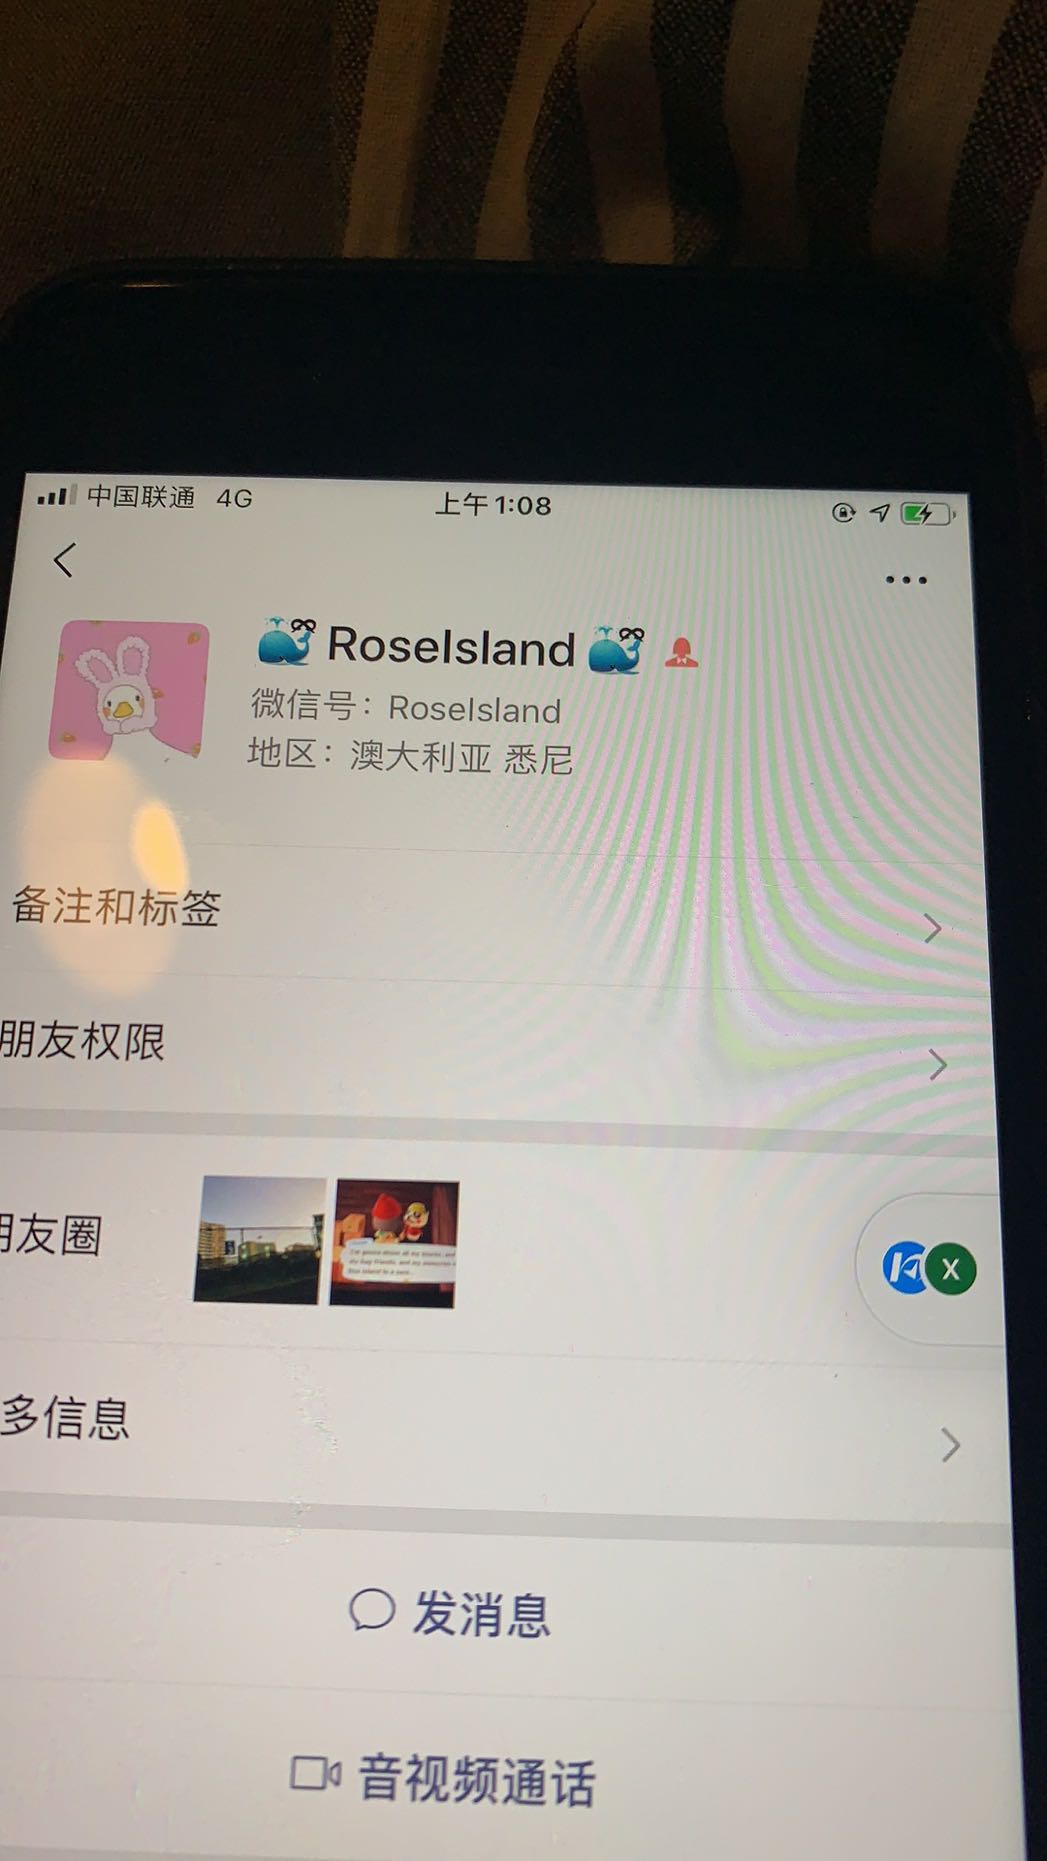 中国联通 4G 上午1:08
RoseIsland
微信号：RoseIsland
地区：澳大利亚 悉尼
备注和标签
朋友权限
朋友圈
I'm gonna
X
多信息
发消息
音视频通话